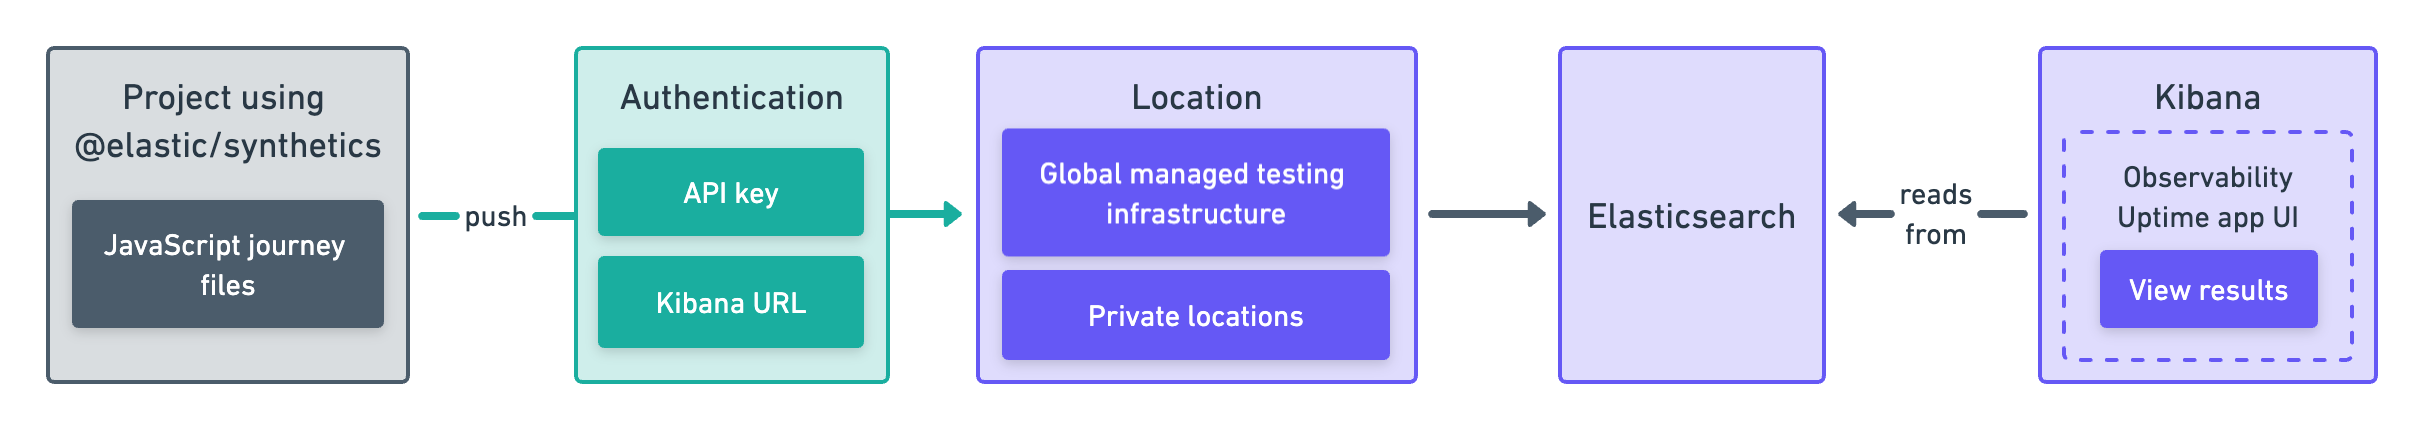 Project using
@elastic/synthetics
JavaScript journey
files
push
Authentication
API key
Kibana URL
Location
Global managed testing
infrastructure
Private locations
Elasticsearch
reads
from
Kibana
Observability
Uptime app UI
View results